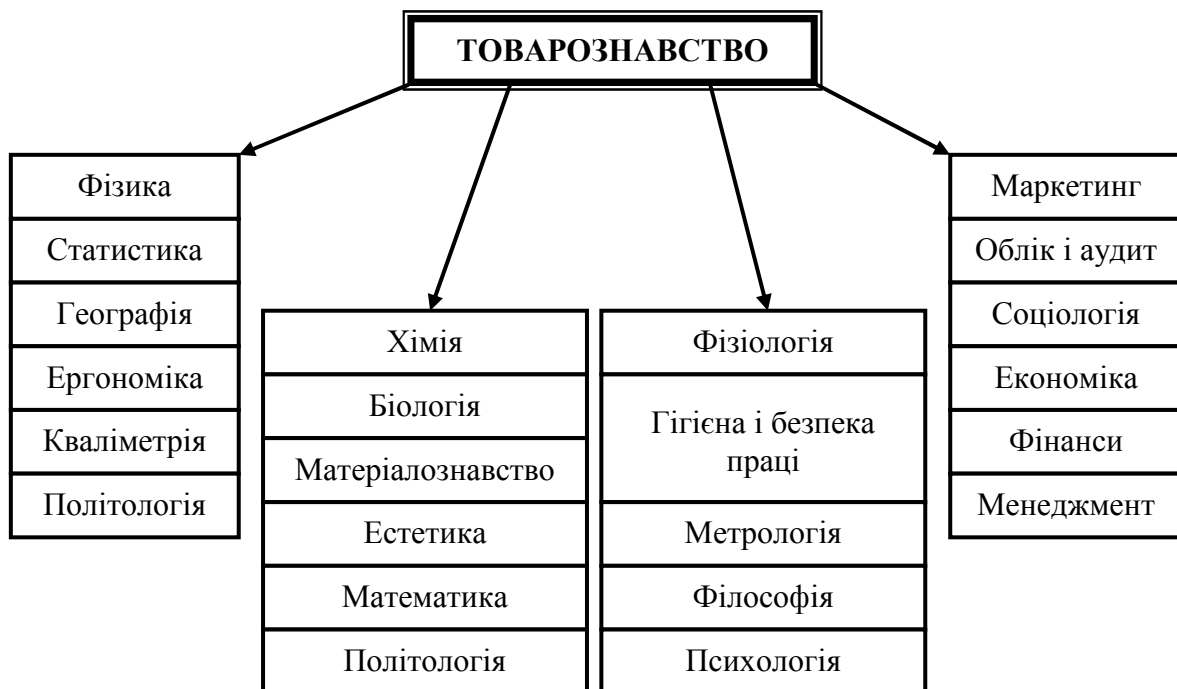 ТОВАРОЗНАВСТВО
Фізика
Статистика
Географія
Ергономіка
Кваліметрія
Політологія
Хімія
Біологія
Матеріалознавство
Естетика
Математика
Політологія
Фізіологія
Гігієна і безпека
праці
Метрологія
Філософія
Психологія
Маркетинг
Облік і аудит
Соціологія
Економіка
Фінанси
Менеджмент